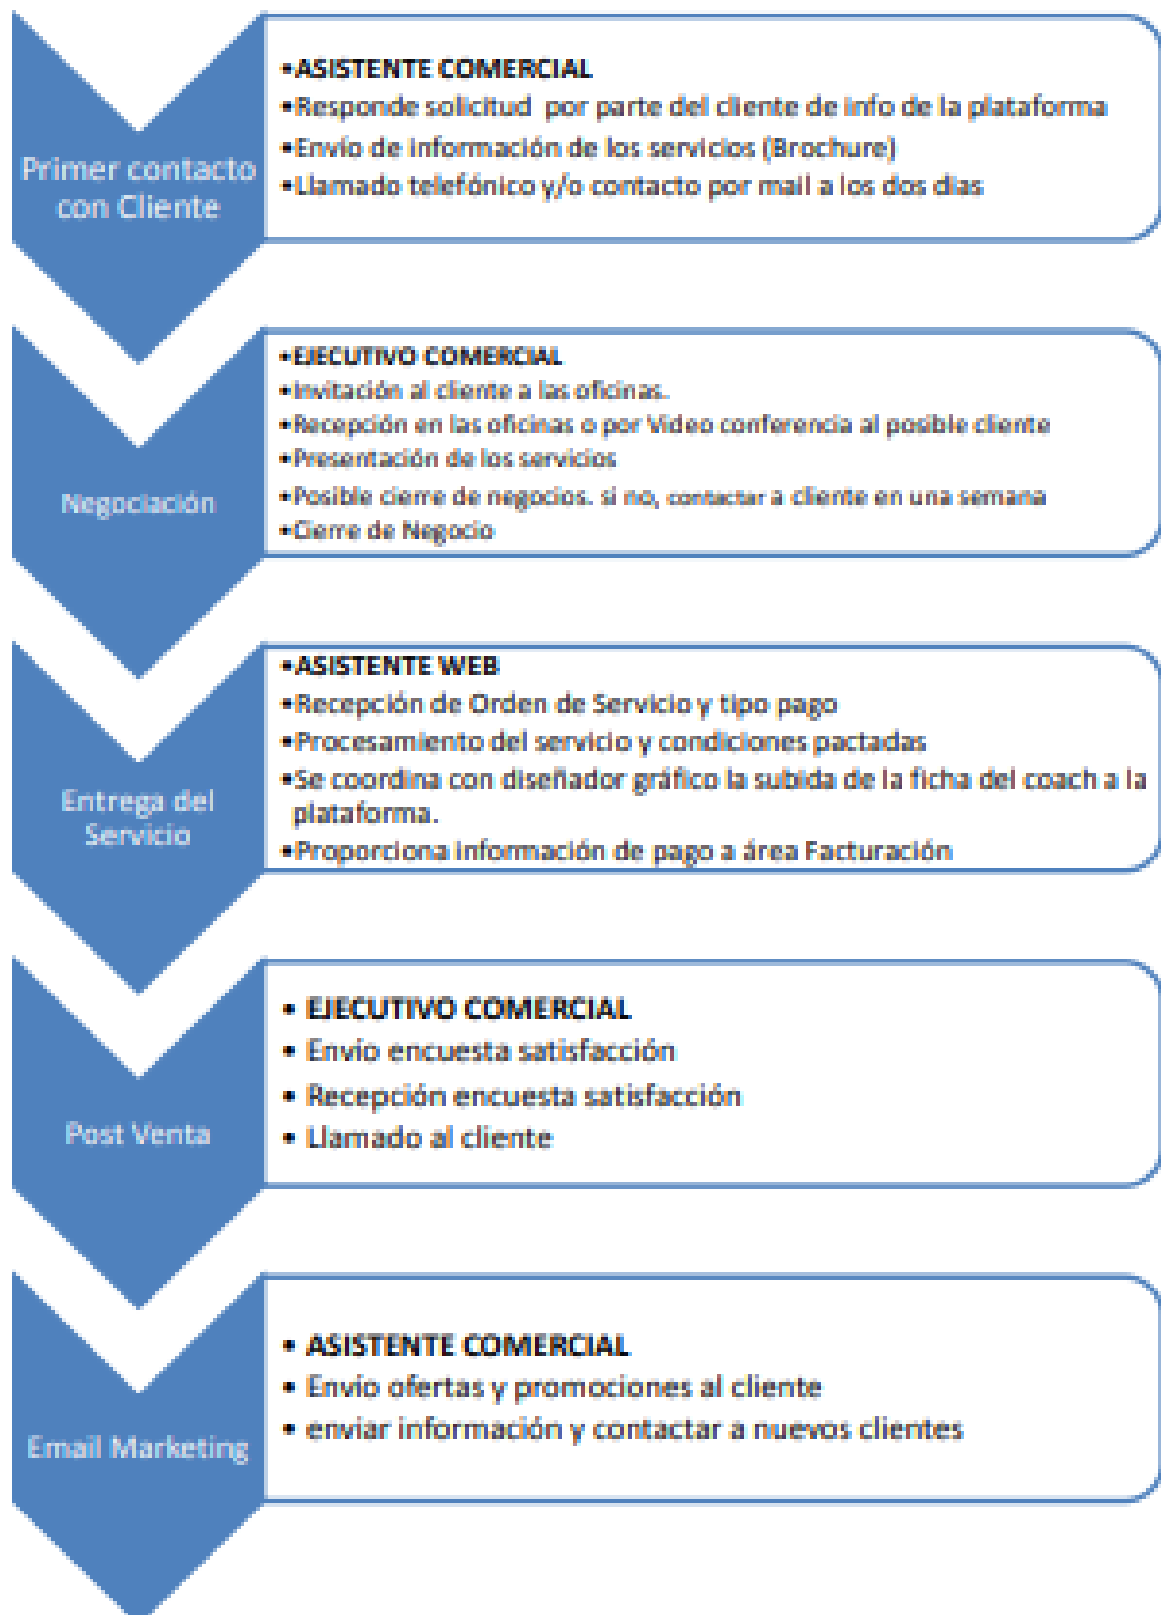 Primer contacto
con Cliente
•ASISTENTE COMERCIAL
•Responde solicitud por parte del cliente de info de la plataforma
•Envío de información de los servicios (Brochure)
•Llamado telefónico y/o contacto por mail a los dos días
Negociación
•EJECUTIVO COMERCIAL
•Invitación al cliente a las oficinas.
•Recepción en las oficinas o por Video conferencia al posible cliente
•Presentación de los servicios
•Posible cierre de negocios. si no, contactar a cliente en una semana
•Cierre de Negocio
Entrega del
Servicio
•ASISTENTE WEB
•Recepción de Orden de Servicio y tipo pago
•Procesamiento del servicio y condiciones pactadas
•Se coordina con diseñador gráfico la subida de la ficha del coach a la
plataforma.
•Proporciona información de pago a área Facturación
Post Venta
• EJECUTIVO COMERCIAL
• Envío encuesta satisfacción
• Recepción encuesta satisfacción
• Llamado al cliente
Email Marketing
• ASISTENTE COMERCIAL
• Envío ofertas y promociones al cliente
• enviar información y contactar a nuevos clientes